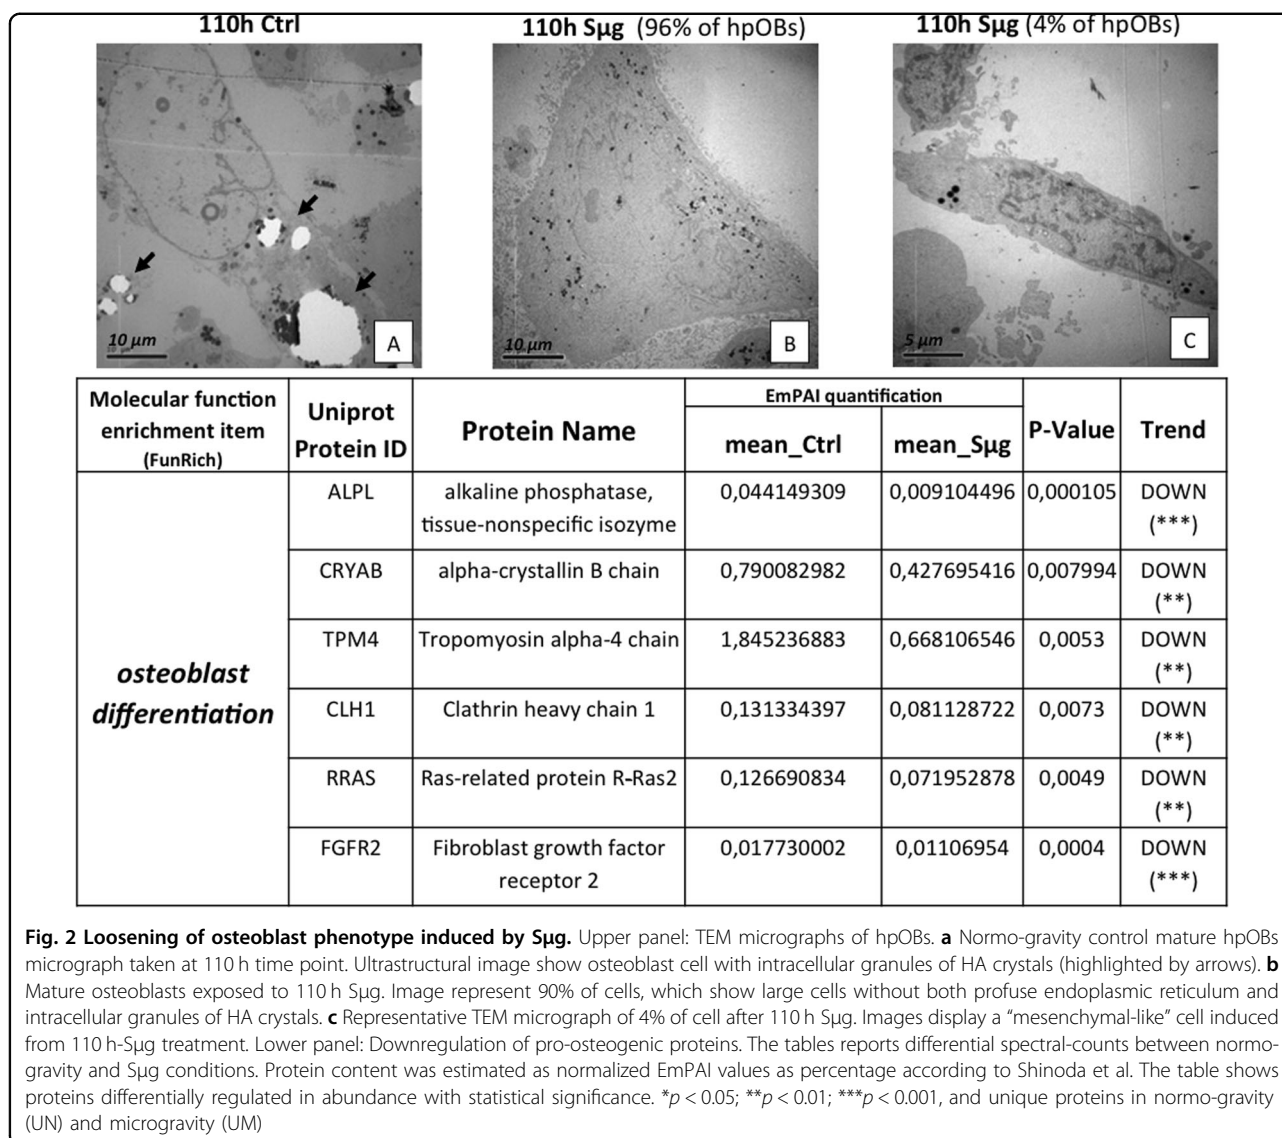 110h Ctrl
110h Sµg (96% of hpOBs)
110h Sµg (4% of hpOBs)
10 µm
A
10 µm
B
5 µm
C
Molecular function
enrichment item
(FunRich)
Uniprot
Protein ID
Protein Name
EmPAI quantification
mean_Ctrl
mean_Sµg
P-Value
Trend
osteoblast
differentiation
ALPL
alkaline phosphatase,
tissue-nonspecific isozyme
0,044149309
0,009104496
0,000105
DOWN
(***)
CRYAB
alpha-crystallin B chain
0,790082982
0,427695416
0,007994
DOWN
(**)
TPM4
Tropomyosin alpha-4 chain
1,845236883
0,668106546
0,0053
DOWN
(**)
CLH1
Clathrin heavy chain 1
0,131334397
0,081128722
0,0073
DOWN
(**)
RRAS
Ras-related protein R-Ras2
0,126690834
0,071952878
0,0049
DOWN
(**)
FGFR2
Fibroblast growth factor
receptor 2
0,017730002
0,01106954
0,0004
DOWN
(***)
Fig. 2 Loosening of osteoblast phenotype induced by Sµg. Upper panel: TEM micrographs of hpOBs. a Normo-gravity control mature hpOBs
micrograph taken at 110 h time point. Ultrastructural image show osteoblast cell with intracellular granules of HA crystals (highlighted by arrows). b
Mature osteoblasts exposed to 110 h Sµg. Image represent 90% of cells, which show large cells without both profuse endoplasmic reticulum and
intracellular granules of HA crystals. c Representative TEM micrograph of 4% of cell after 110 h Sµg. Images display a “mesenchymal-like” cell induced
from 110 h-Sµg treatment. Lower panel: Downregulation of pro-osteogenic proteins. The tables reports differential spectral-counts between normo-
gravity and Sµg conditions. Protein content was estimated as normalized EmPAI values as percentage according to Shinoda et al. The table shows
proteins differentially regulated in abundance with statistical significance. *p < 0.05; **p < 0.01; ***p < 0.001, and unique proteins in normo-gravity
(UN) and microgravity (UM)